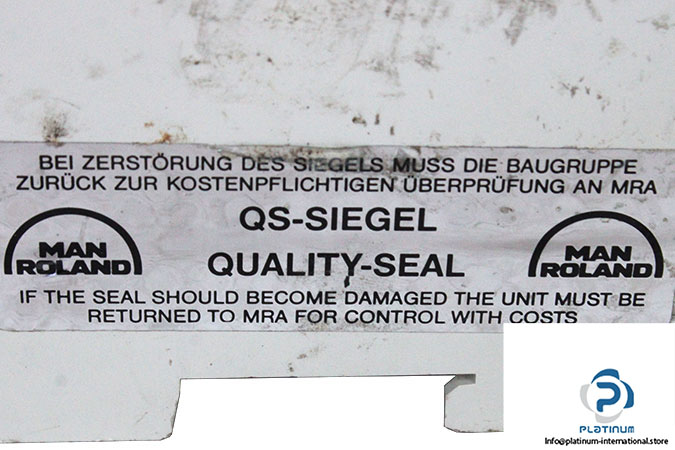 BEI ZERSTÖRUNG DES SIEGELS MUSS DIE BAUGRUPPE
ZURÜCK ZUR KOSTENPFLICHTIGEN ÜBERPRÜFUNG AN MRA
QS-SIEGEL
MAN
ROLAND
QUALITY-SEAL
MAN
ROLAND
IF THE SEAL SHOULD BECOME DAMAGED THE UNIT MUST BE
RETURNED TO MRA FOR CONTROL WITH COSTS
PLATINUM
Info@platinum-international.store